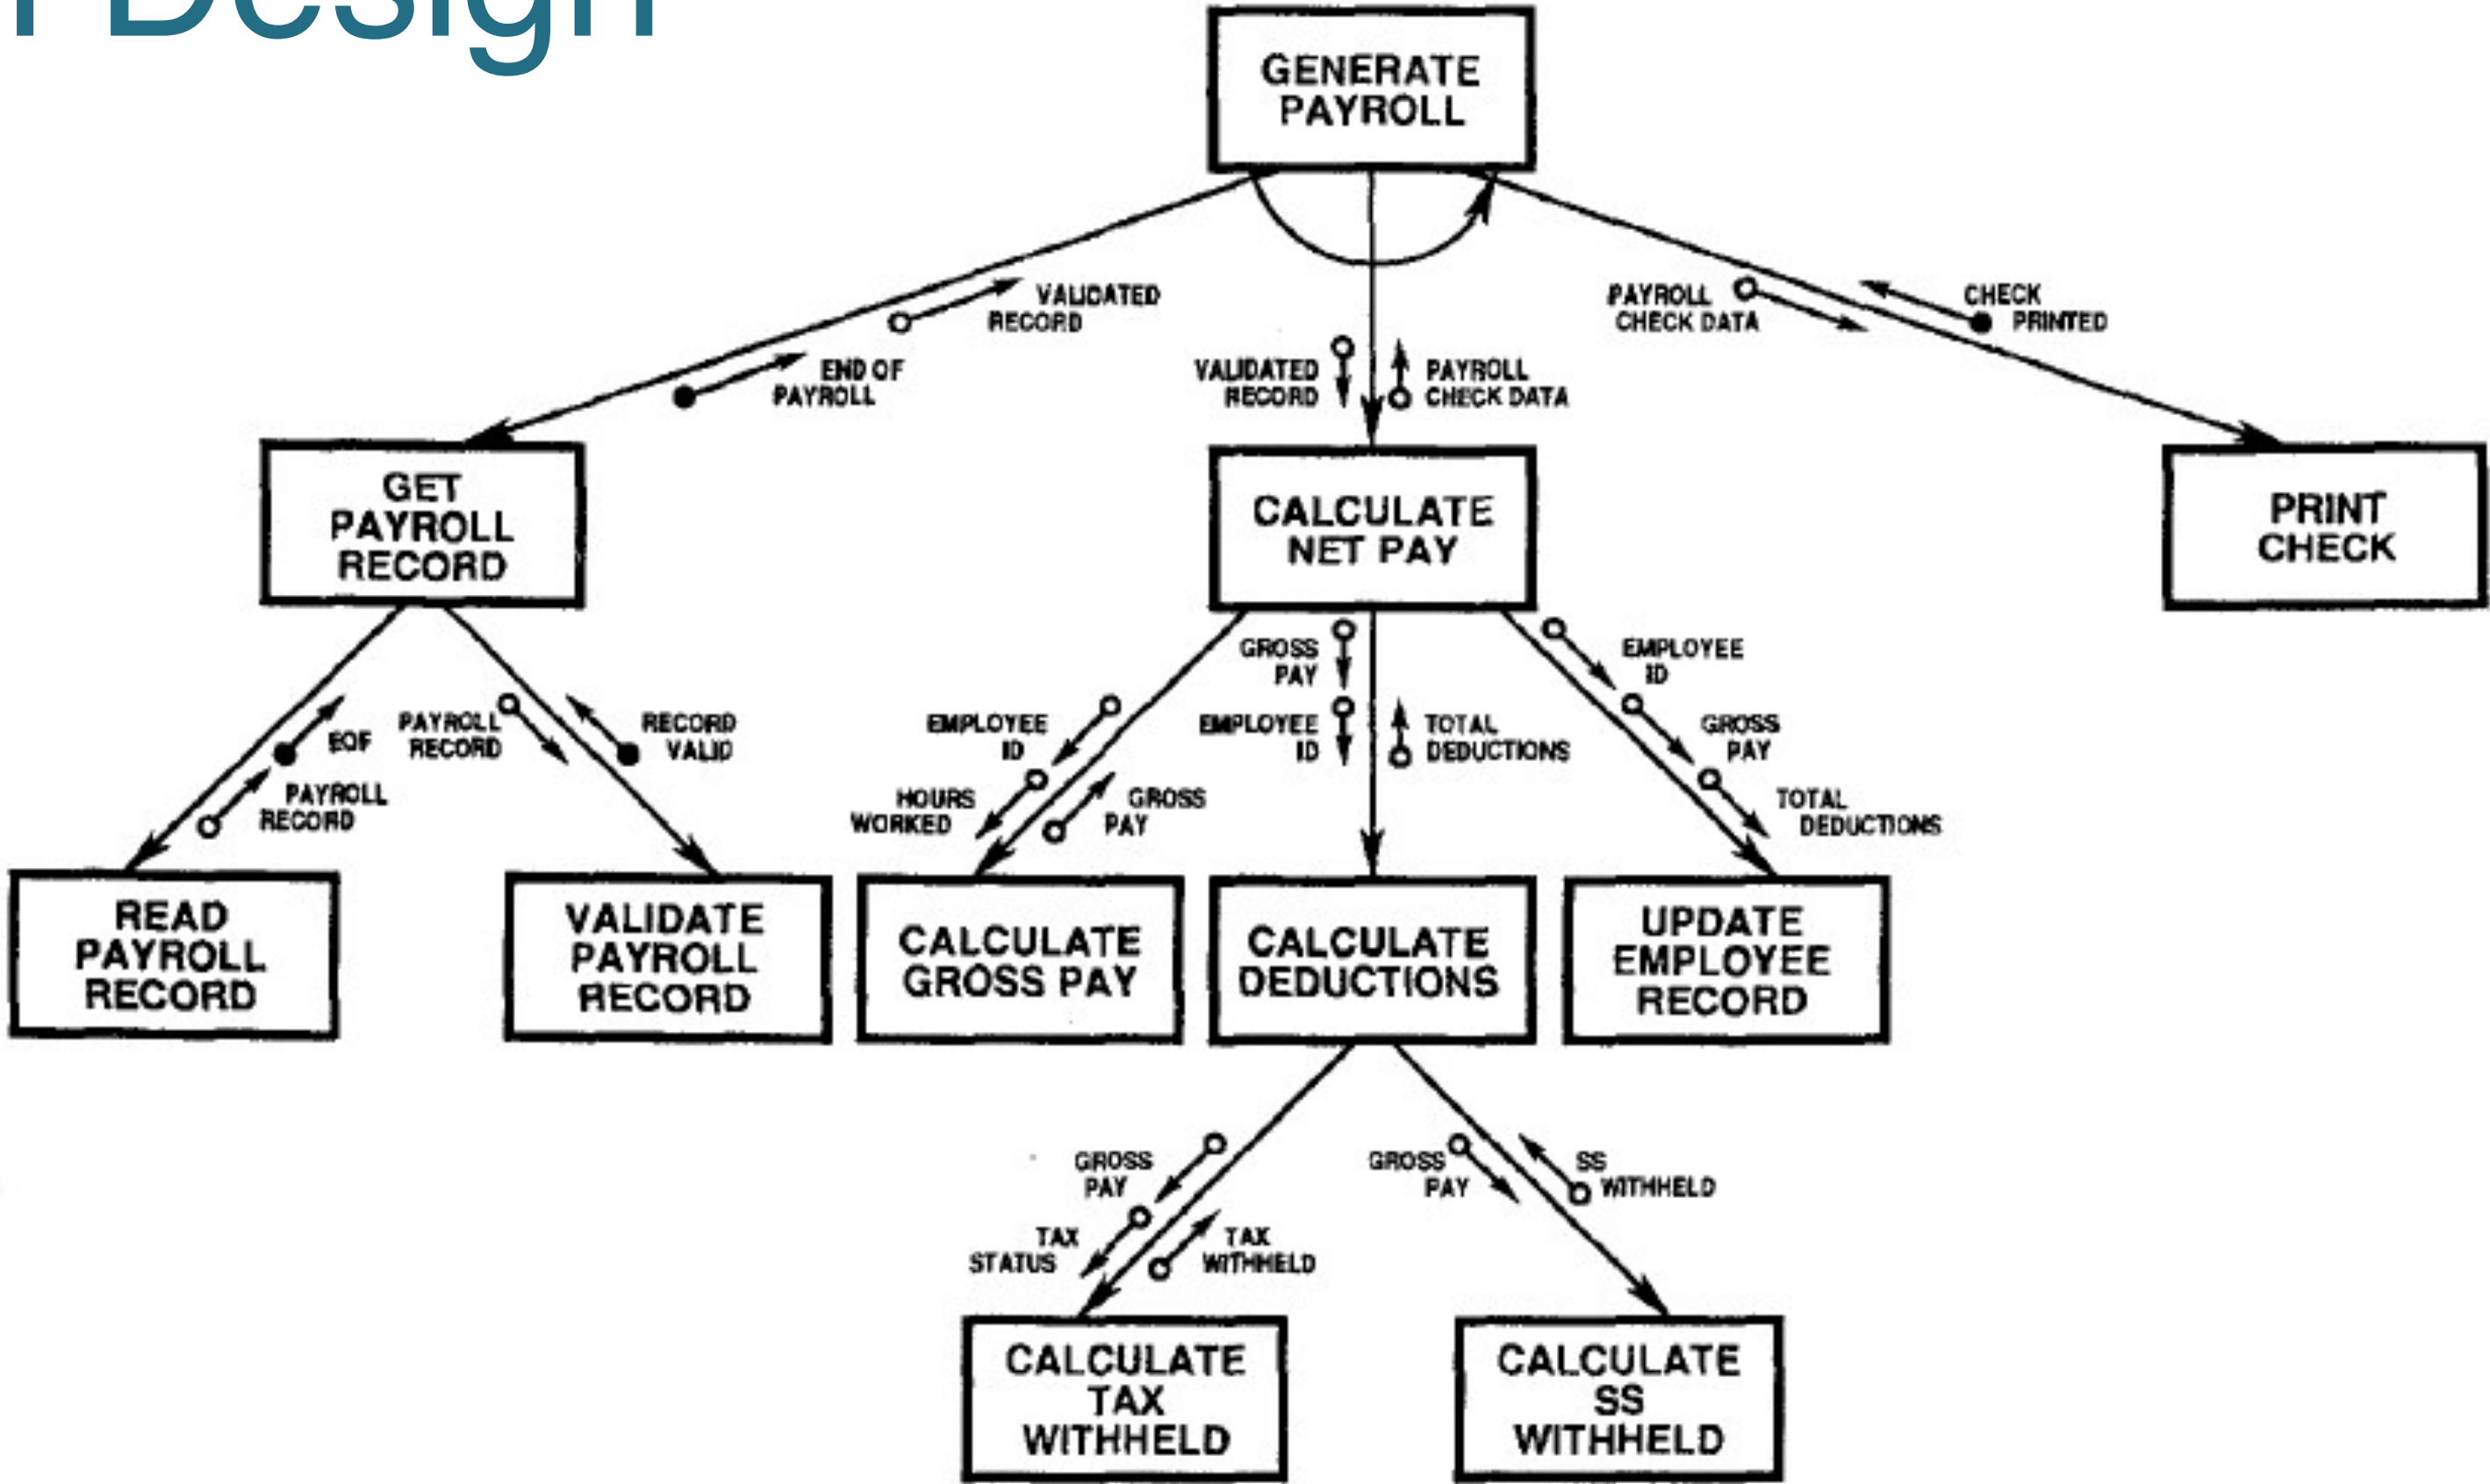 Design
GENERATE
PAYROLL
VALIDATED
RECORD
END OF
PAYROLL
VALIDATED
RECORD
PAYROLL
CHECK DATA
PAYROLL
CHECK DATA
CHECK
PRINTED
GET
PAYROLL
RECORD
CALCULATE
NET PAY
PRINT
CHECK
EOF
PAYROLL
RECORD
PAYROLL
RECORD
RECORD
VALID
EMPLOYEE
ID
HOURS
WORKED
GROSS
PAY
GROSS
PAY
EMPLOYEE
ID
TOTAL
DEDUCTIONS
EMPLOYEE
ID
GROSS
PAY
TOTAL
DEDUCTIONS
READ
PAYROLL
RECORD
VALIDATE
PAYROLL
RECORD
CALCULATE
GROSS PAY
CALCULATE
DEDUCTIONS
UPDATE
EMPLOYEE
RECORD
GROSS
PAY
TAX
STATUS
TAX
WITHHELD
GROSS
PAY
SS
WITHHELD
CALCULATE
TAX
WITHHELD
CALCULATE
SS
WITHHELD